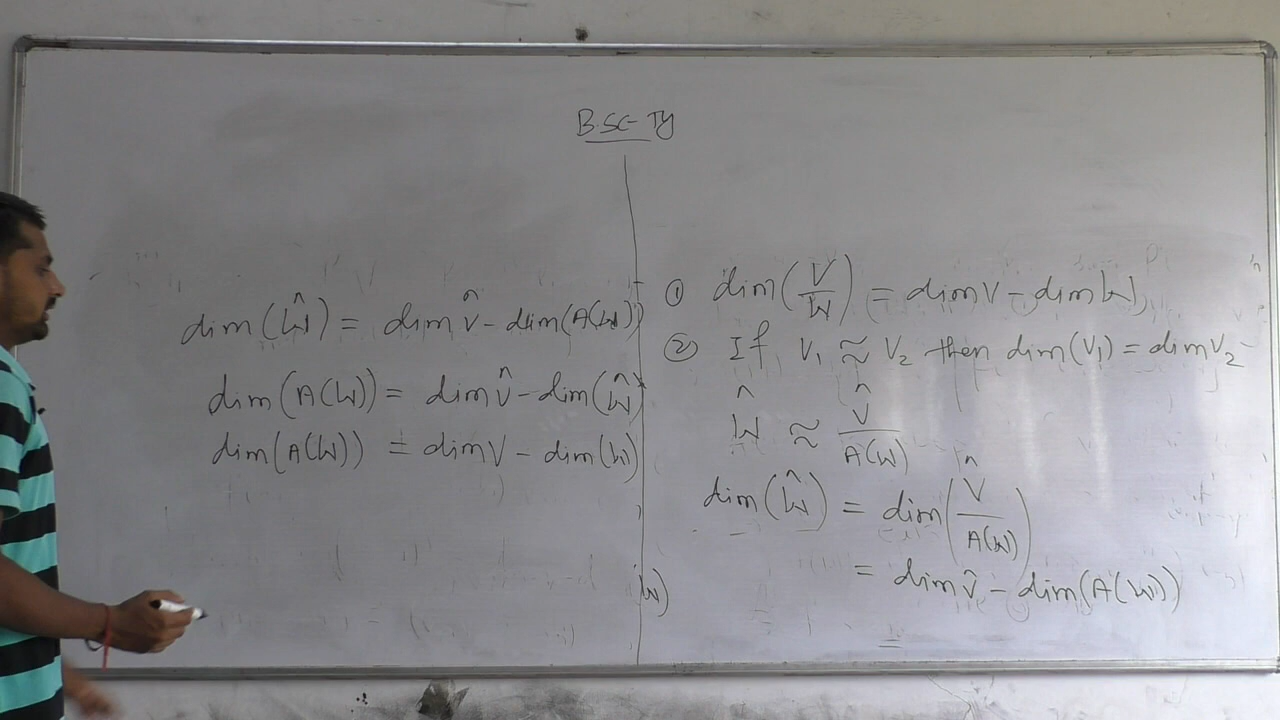 B.SC-TY
dim(Ŵ) = dim V̂ - dim(A(W))
dim(A(W)) = dim V̂ - dim(Ŵ)
dim(A(W)) = dim V - dim(W)
① dim(V/W) = dim V - dim W
② If V₁ ≈ V₂ then dim(V₁) = dim V₂
Ŵ ≈ V̂/A(W)
dim(Ŵ) = dim(V̂/A(W))
= dim V̂ - dim(A(W))
W)